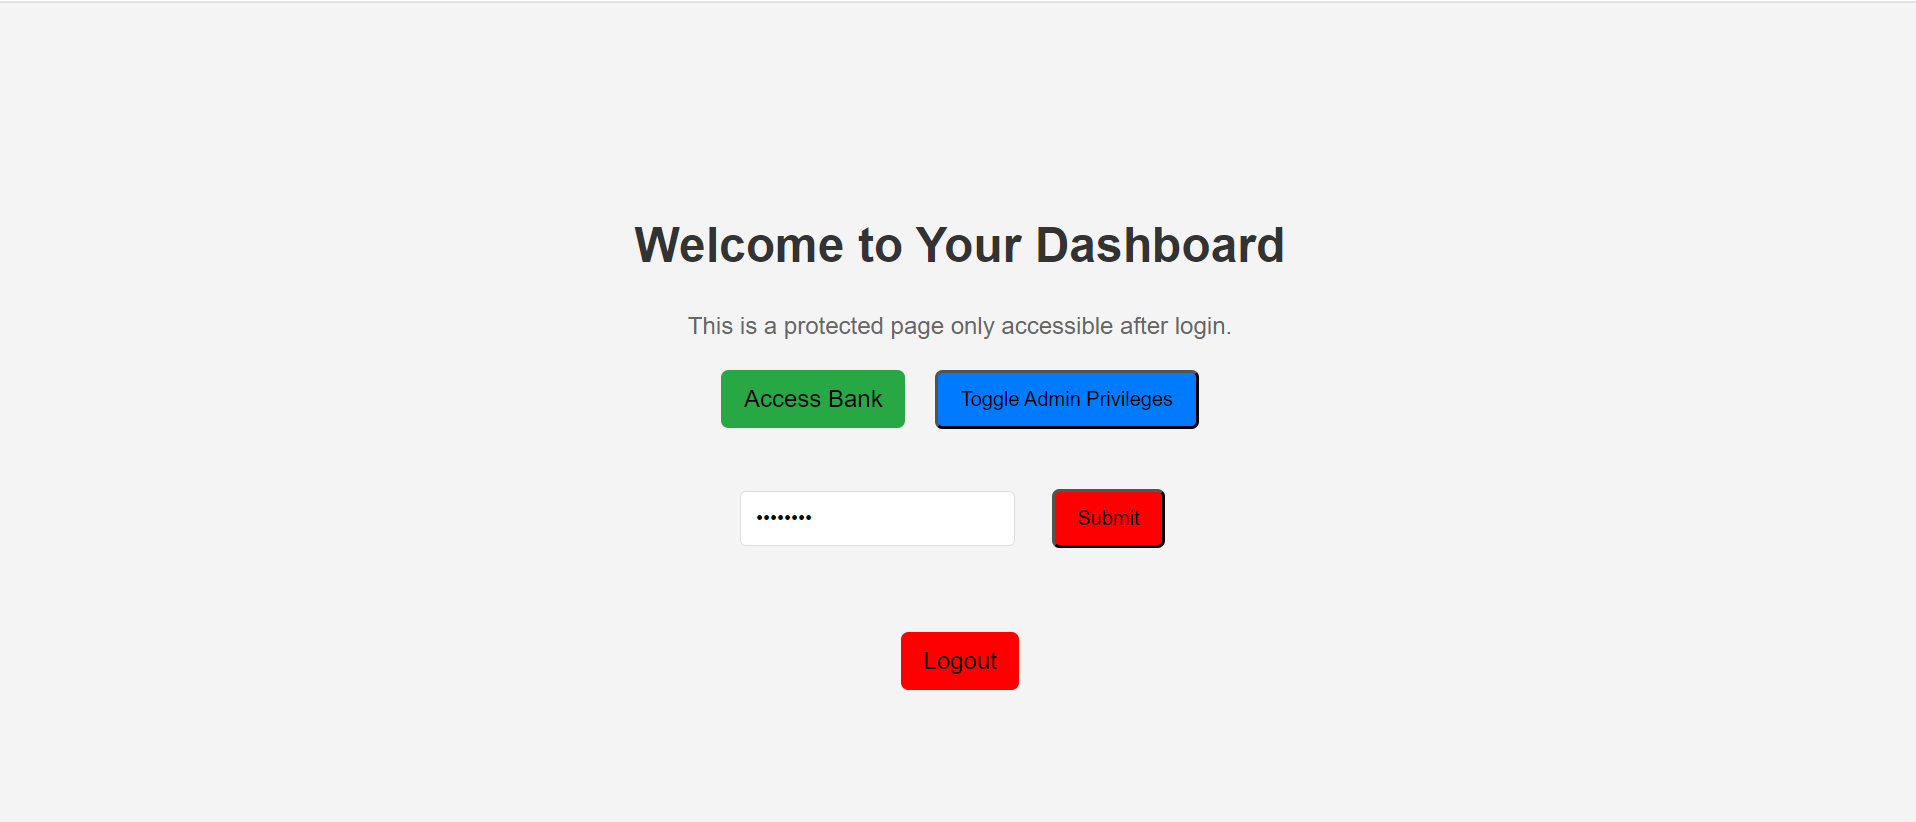 Welcome to Your Dashboard
This is a protected page only accessible after login.
Access Bank
Toggle Admin Privileges
••••••••
Submit
Logout